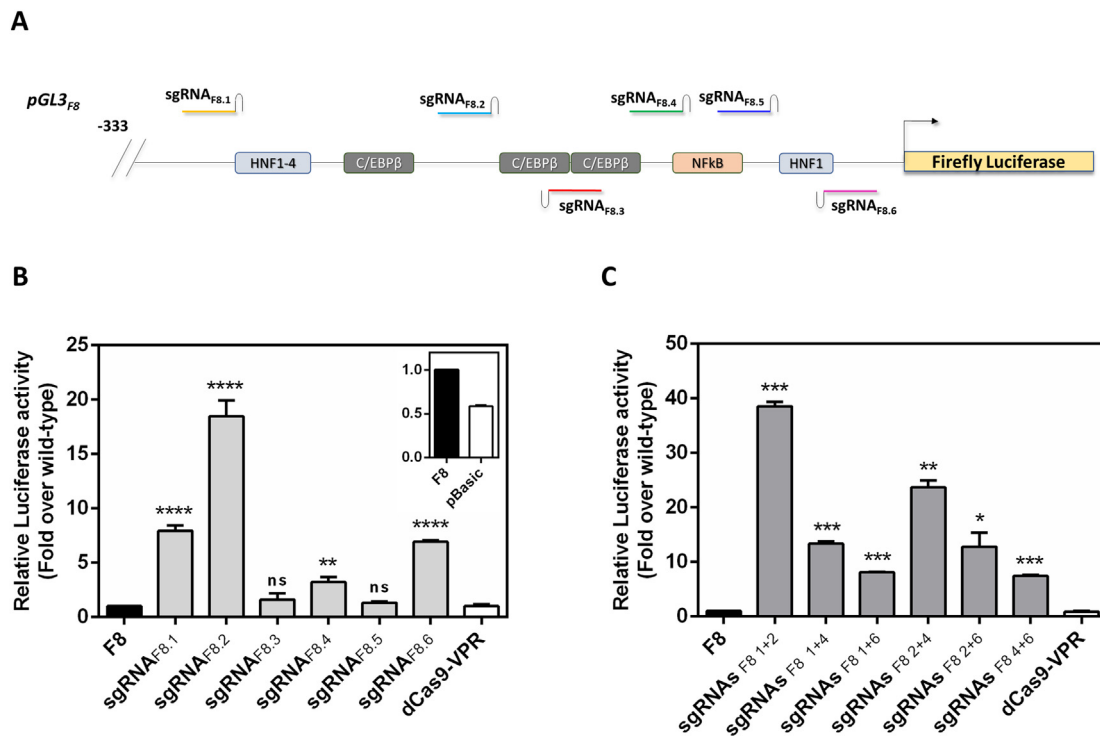 A
pGL3F8
-333
sgRNAF8.1
sgRNAF8.2
sgRNAF8.4
sgRNAF8.5
HNF1-4
C/EBPβ
C/EBPβ
C/EBPβ
NFkB
HNF1
Firefly Luciferase
sgRNAF8.3
sgRNAF8.6
B
Relative Luciferase activity
(Fold over wild-type)
25
20
15
10
5
0
****
****
ns
**
ns
****
1.0
0.5
0.0
F8
pBasic
F8
sgRNAF8.1
sgRNAF8.2
sgRNAF8.3
sgRNAF8.4
sgRNAF8.5
sgRNAF8.6
dCas9-VPR
C
Relative Luciferase activity
(Fold over wild-type)
50
40
30
20
10
0
***
***
***
**
*
***
F8
sgRNAs F8 1+2
sgRNAs F8 1+4
sgRNAs F8 1+6
sgRNAs F8 2+4
sgRNAs F8 2+6
sgRNAs F8 4+6
dCas9-VPR